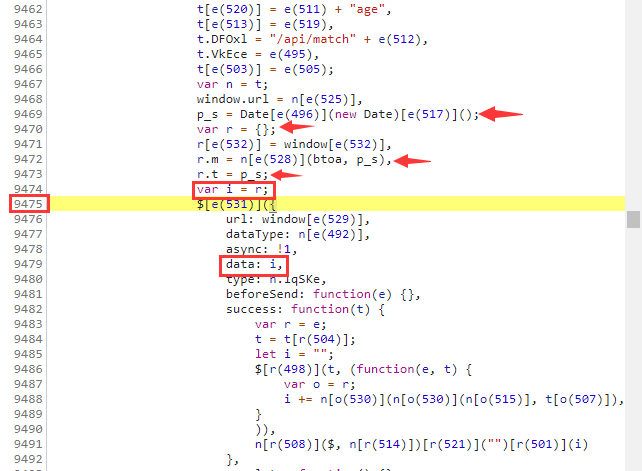 9462 t[e(520)] = e(511) + "age",
9463 t[e(513)] = e(519),
9464 t.DFOxl = "/api/match" + e(512),
9465 t.VkEce = e(495),
9466 t[e(503)] = e(505);
9467 var n = t;
9468 window.url = n[e(525)],
9469 p_s = Date[e(496)](new Date)[e(517)]();
9470 var r = {};
9471 r[e(532)] = window[e(532)],
9472 r.m = n[e(528)](btoa, p_s),
9473 r.t = p_s;
9474 var i = r;
9475 $[e(531)]({
9476 url: window[e(529)],
9477 dataType: n[e(492)],
9478 async: !1,
9479 data: i,
9480 type: n.lqSKe,
9481 beforeSend: function(e) {},
9482 success: function(t) {
9483 var r = e;
9484 t = t[r(504)];
9485 let i = "";
9486 $[r(498)](t, (function(e, t) {
9487 var o = r;
9488 i += n[o(530)](n[o(530)](n[o(515)], t[o(507)]),
9489 }
9490 )),
9491 n[r(508)]($, n[r(514)])[r(521)]("")[r(501)](i)
9492 },